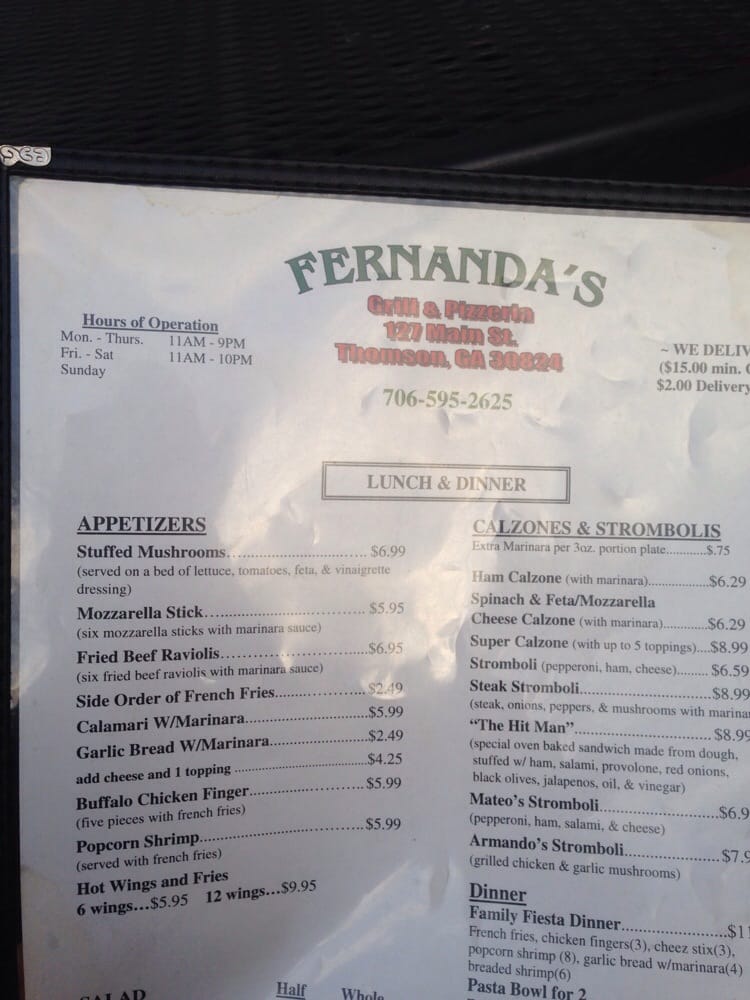 FERNANDA'S
Grill & Pizzeria
127 Main St.
Thomson, GA 30824
706-595-2625
Hours of Operation
Mon. - Thurs. 11AM - 9PM
Fri. - Sat 11AM - 10PM
Sunday
~ WE DELIV
($15.00 min.
$2.00 Delivery
LUNCH & DINNER
APPETIZERS
Stuffed Mushrooms................................$6.99
(served on a bed of lettuce, tomatoes, feta, & vinaigrette
dressing)
Mozzarella Stick................................... $5.95
(six mozzarella sticks with marinara sauce)
Fried Beef Raviolis................................$6.95
(six fried beef raviolis with marinara sauce)
Side Order of French Fries.....................$2.49
Calamari W/Marinara............................$5.99
Garlic Bread W/Marinara......................$2.49
add cheese and 1 topping ............................$4.25
Buffalo Chicken Finger..........................$5.99
(five pieces with french fries)
Popcorn Shrimp....................................$5.99
(served with french fries)
Hot Wings and Fries
6 wings...$5.95 12 wings...$9.95
SALAD Half Whole
CALZONES & STROMBOLIS
Extra Marinara per 3oz. portion plate............$.75
Ham Calzone (with marinara)...............$6.29
Spinach & Feta/Mozzarella
Cheese Calzone (with marinara)............$6.29
Super Calzone (with up to 5 toppings)....$8.99
Stromboli (pepperoni, ham, cheese)........ $6.59
Steak Stromboli..............................$8.99
(steak, onions, peppers, & mushrooms with marina
"The Hit Man"................................ $8.99
(special oven baked sandwich made from dough,
stuffed w/ ham, salami, provolone, red onions,
black olives, jalapenos, oil, & vinegar)
Mateo's Stromboli...........................$6.9
(pepperoni, ham, salami, & cheese)
Armando's Stromboli......................$7.9
(grilled chicken & garlic mushrooms)
Dinner
Family Fiesta Dinner.......................$11
French fries, chicken fingers(3), cheez stix(3),
popcorn shrimp (8), garlic bread w/marinara(4)
breaded shrimp(6)
Pasta Bowl for 2